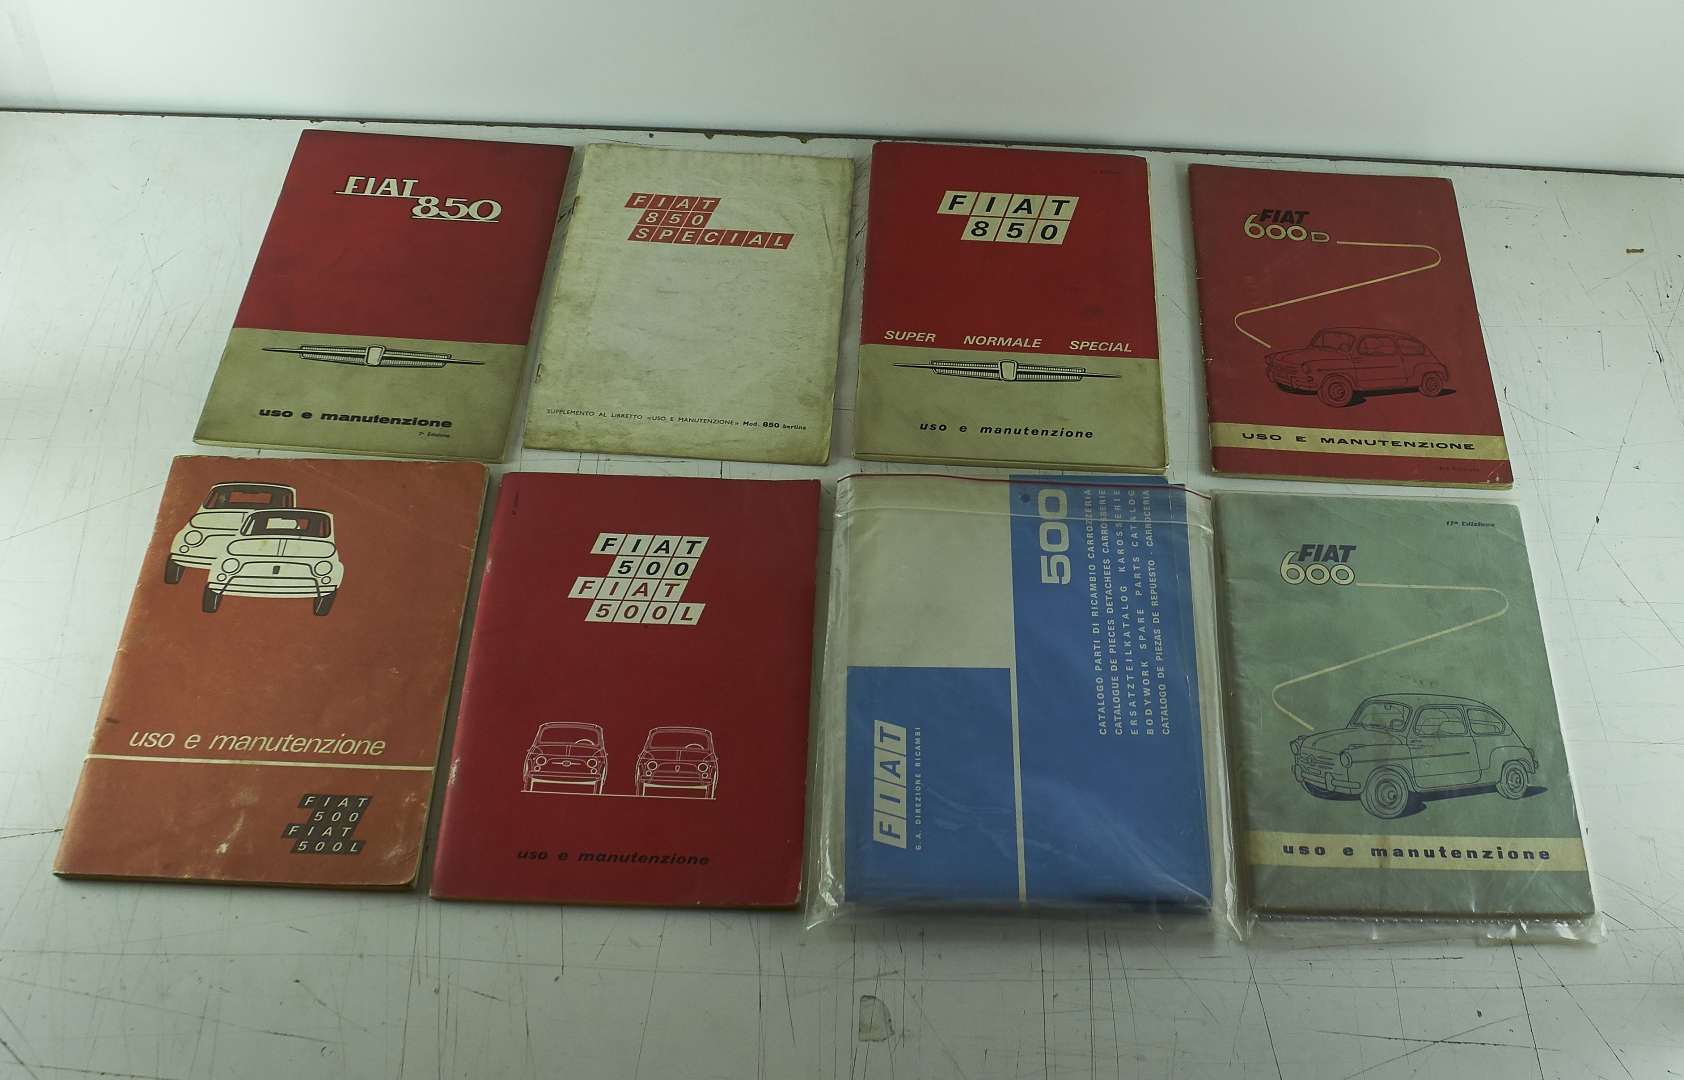 FIAT
850
uso e manutenzione
7ª Edizione
FIAT
850
SPECIAL
SUPPLEMENTO AL LIBRETTO «USO E MANUTENZIONE» Mod. 850 berlina
FIAT
850
SUPER NORMALE SPECIAL
uso e manutenzione
FIAT
600D
USO E MANUTENZIONE
uso e manutenzione
FIAT
500
FIAT
500L
FIAT
500
FIAT
500L
uso e manutenzione
500
CATALOGO PARTI DI RICAMBIO CARROZZERIA
CATALOGUE DE PIECES DETACHEES CARROSSERIE
ERSATZTEILKATALOG KAROSSERIE
BODYWORK SPARE PARTS CATALOG
CATALOGO DE PIEZAS DE REPUESTO - CARROCERIA
FIAT
G. A. DIREZIONE RICAMBI
17ª Edizione
FIAT
600
uso e manutenzione